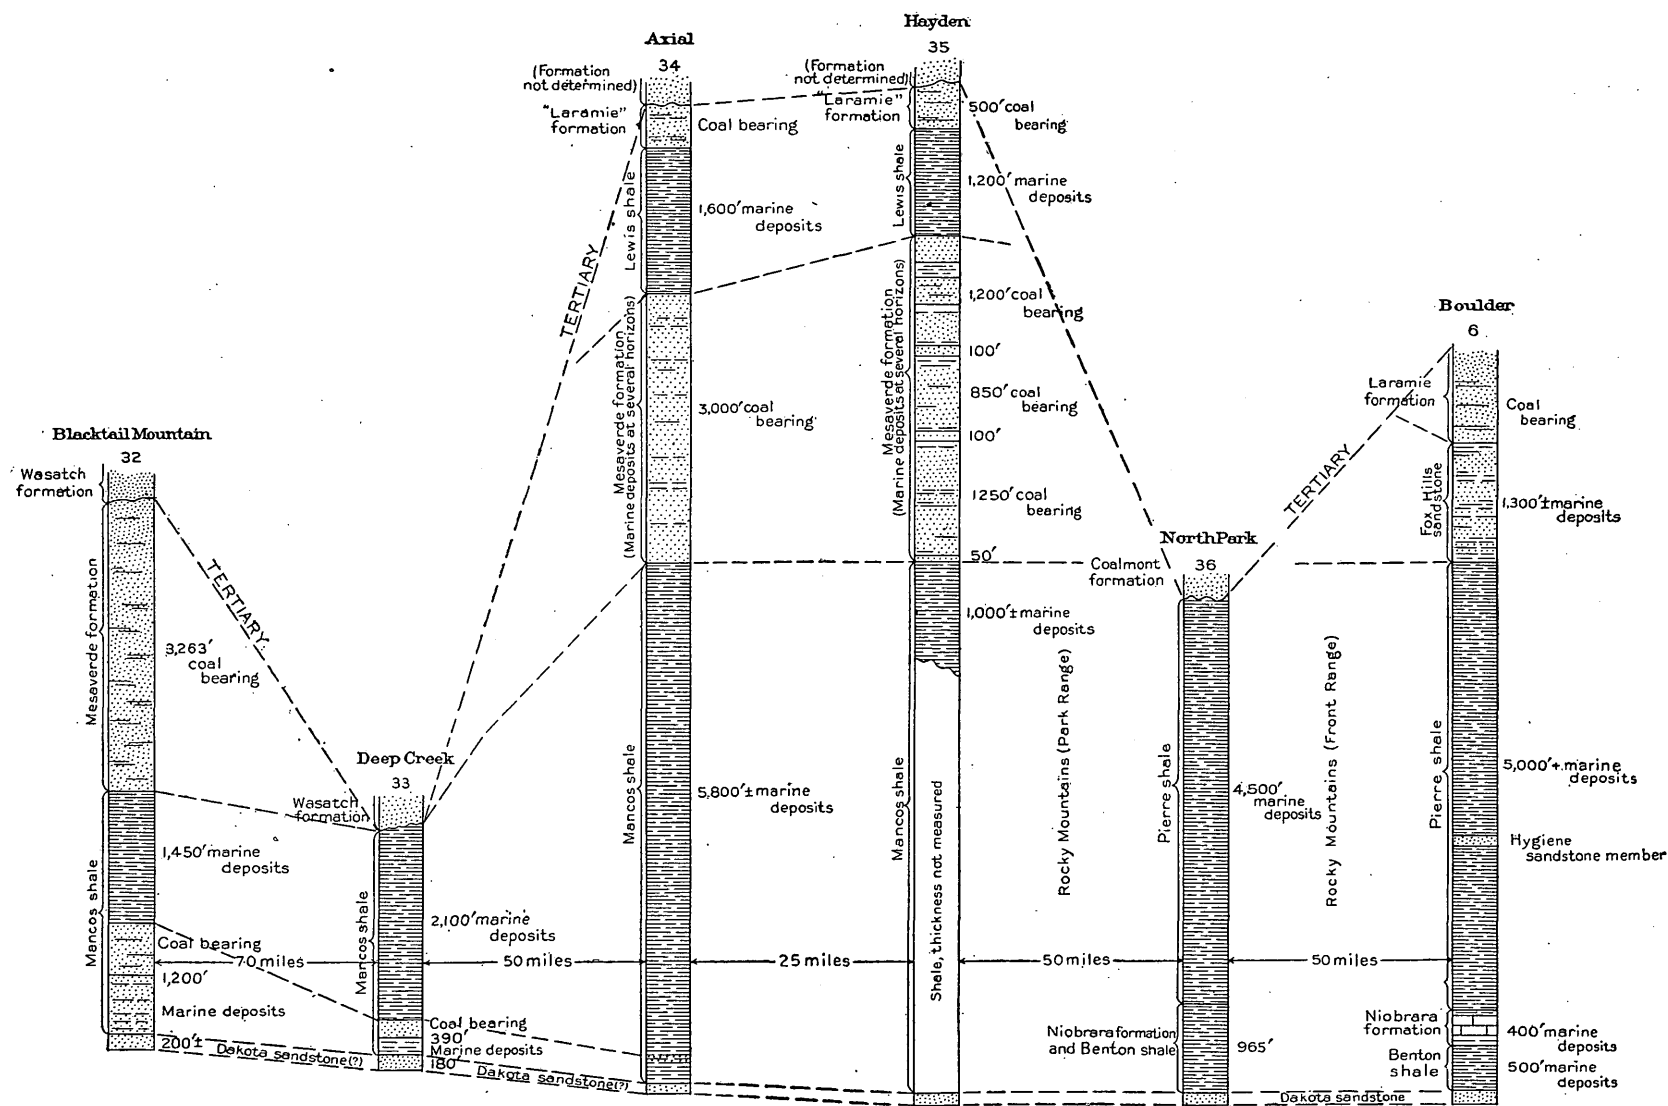 Blacktail Mountain
32
Wasatch
formation
Mesaverde formation
3,263′
coal
bearing
Mancos shale
1,450′ marine
deposits
Coal bearing
1,200′
Marine deposits
200′±
Dakota sandstone(?)
TERTIARY
70 miles
Deep Creek
33
Wasatch
formation
Mancos shale
2,100′ marine
deposits
Coal bearing
390′
Marine deposits
180′
Dakota sandstone(?)
50 miles
TERTIARY
Axial
34
(Formation
not determined)
"Laramie"
formation
Coal bearing
Lewis shale
1,600′ marine
deposits
Mesaverde formation
(Marine deposits at several horizons)
3,000′ coal
bearing
Mancos shale
5,800′± marine
deposits
25 miles
Hayden
35
(Formation
not determined)
"Laramie"
formation
500′ coal
bearing
Lewis shale
1,200′ marine
deposits
Mesaverde formation
(Marine deposits at several horizons)
1,200′ coal
bearing
100′
850′ coal
bearing
100′
1250′ coal
bearing
50′
Mancos shale
1,000′± marine
deposits
Shale, thickness not measured
Rocky Mountains (Park Range)
50 miles
North Park
36
Coalmont
formation
Pierre shale
4,500′
marine
deposits
Niobrara formation
and Benton shale
965′
Rocky Mountains (Front Range)
50 miles
TERTIARY
Dakota sandstone
Boulder
6
Laramie
formation
Coal
bearing
Fox Hills
sandstone
1,300′± marine
deposits
Pierre shale
5,000′+ marine
deposits
Hygiene
sandstone member
Niobrara
formation
400′ marine
deposits
Benton
shale
500′ marine
deposits